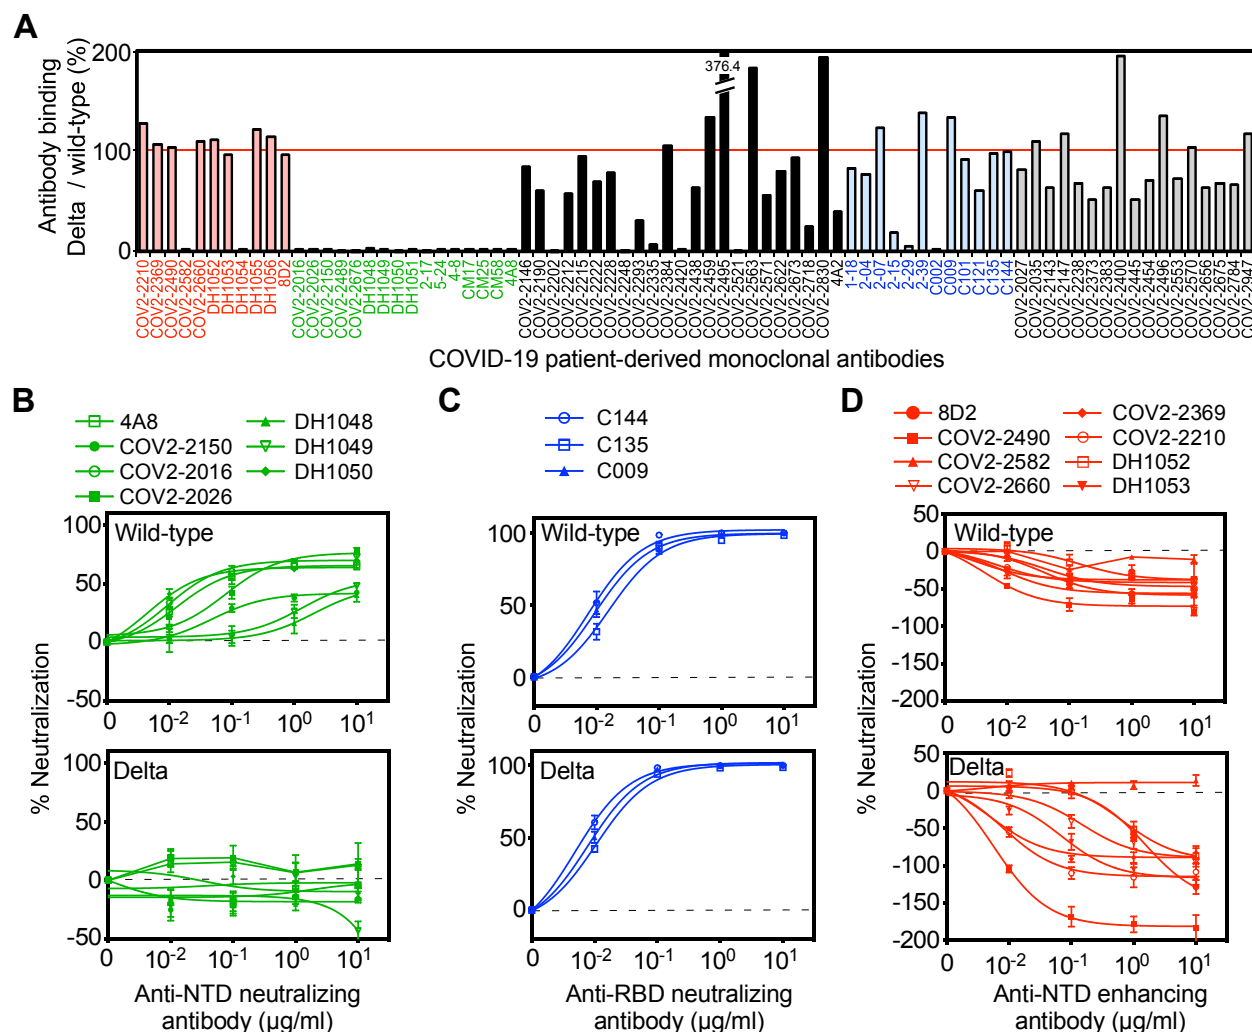 A
Antibody binding
Delta / wild-type (%)
200
100
0
376.4
COV2-2210
COV2-2369
COV2-2490
COV2-2582
COV2-2660
DH1052
DH1053
DH1054
DH1055
DH1056
8D2
COV2-2016
COV2-2026
COV2-2150
COV2-2489
COV2-2676
DH1048
DH1049
DH1050
DH1051
2-17
5-24
4-8
CM17
CM25
CM58
4A8
COV2-2146
COV2-2190
COV2-2202
COV2-2212
COV2-2215
COV2-2222
COV2-2228
COV2-2248
COV2-2293
COV2-2335
COV2-2384
COV2-2420
COV2-2438
COV2-2459
COV2-2495
COV2-2521
COV2-2563
COV2-2571
COV2-2632
COV2-2673
COV2-2718
COV2-2830
4A2
1-18
2-04
2-07
2-15
2-29
2-39
C002
C009
C101
C121
C135
C144
COV2-2027
COV2-2035
COV2-2143
COV2-2147
COV2-2238
COV2-2373
COV2-2383
COV2-2400
COV2-2445
COV2-2454
COV2-2496
COV2-2553
COV2-2570
COV2-2656
COV2-2675
COV2-2784
COV2-2947
COVID-19 patient-derived monoclonal antibodies
B
4A8
COV2-2150
COV2-2016
COV2-2026
DH1048
DH1049
DH1050
% Neutralization
Wild-type
100
50
0
-50
0 10-2 10-1 100 101
Delta
100
50
0
-50
0 10-2 10-1 100 101
Anti-NTD neutralizing
antibody (µg/ml)
C
C144
C135
C009
% Neutralization
Wild-type
100
50
0
0 10-2 10-1 100 101
Delta
100
50
0
0 10-2 10-1 100 101
Anti-RBD neutralizing
antibody (µg/ml)
D
8D2
COV2-2490
COV2-2582
COV2-2660
COV2-2369
COV2-2210
DH1052
DH1053
% Neutralization
Wild-type
50
0
-50
-100
-150
-200
0 10-2 10-1 100 101
Delta
50
0
-50
-100
-150
-200
0 10-2 10-1 100 101
Anti-NTD enhancing
antibody (µg/ml)